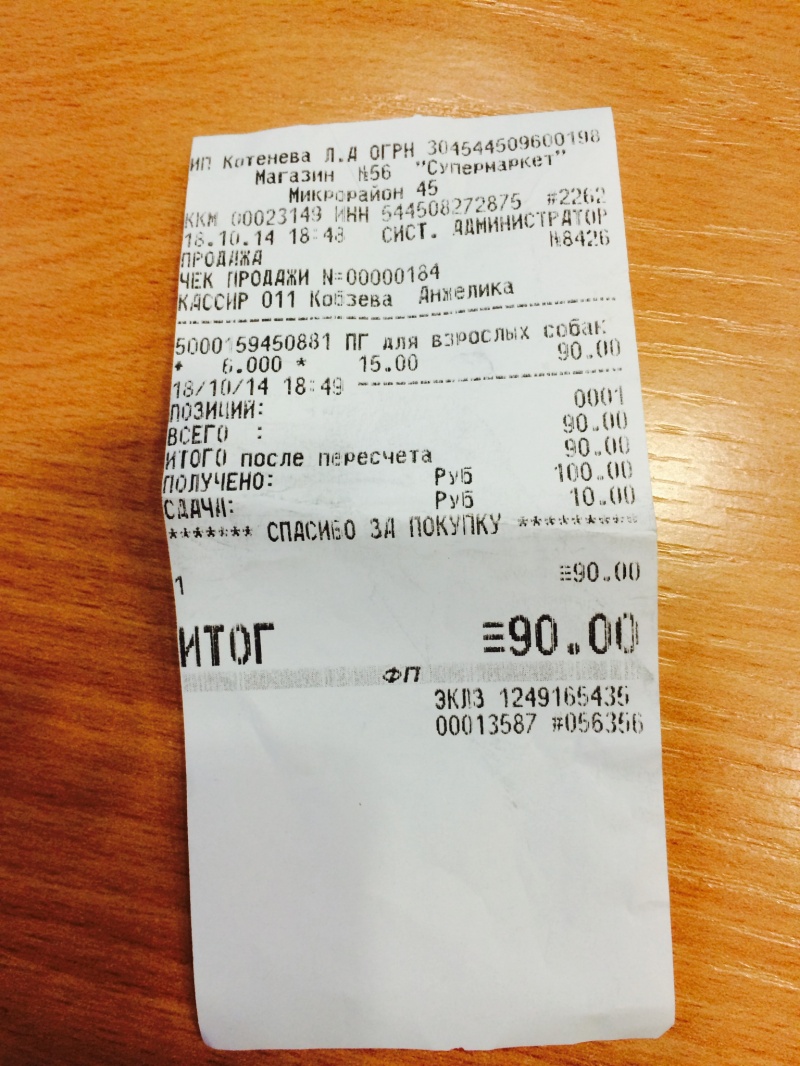 ИП Котенева Л.А ОГРН 304544509600198
Магазин №56 "Супермаркет"
Микрорайон 45
ККМ 00023149 ИНН 544508272875 #2262
18.10.14 18:48 СИСТ. АДМИНИСТРАТОР
ПРОДАЖА №8426
ЧЕК ПРОДАЖИ N=00000184
КАССИР 011 Кобзева Анжелика
5000159450881 ПГ для взрослых собак
* 6.000 * 15.00 90.00
18/10/14 18:49
ПОЗИЦИЙ: 0001
ВСЕГО : 90.00
ИТОГО после пересчета 90.00
ПОЛУЧЕНО: Руб 100.00
СДАЧА: Руб 10.00
******* СПАСИБО ЗА ПОКУПКУ *********
1 ≡90.00
ИТОГ ≡90.00
ФП
ЭКЛЗ 1249165435
00013587 #056356